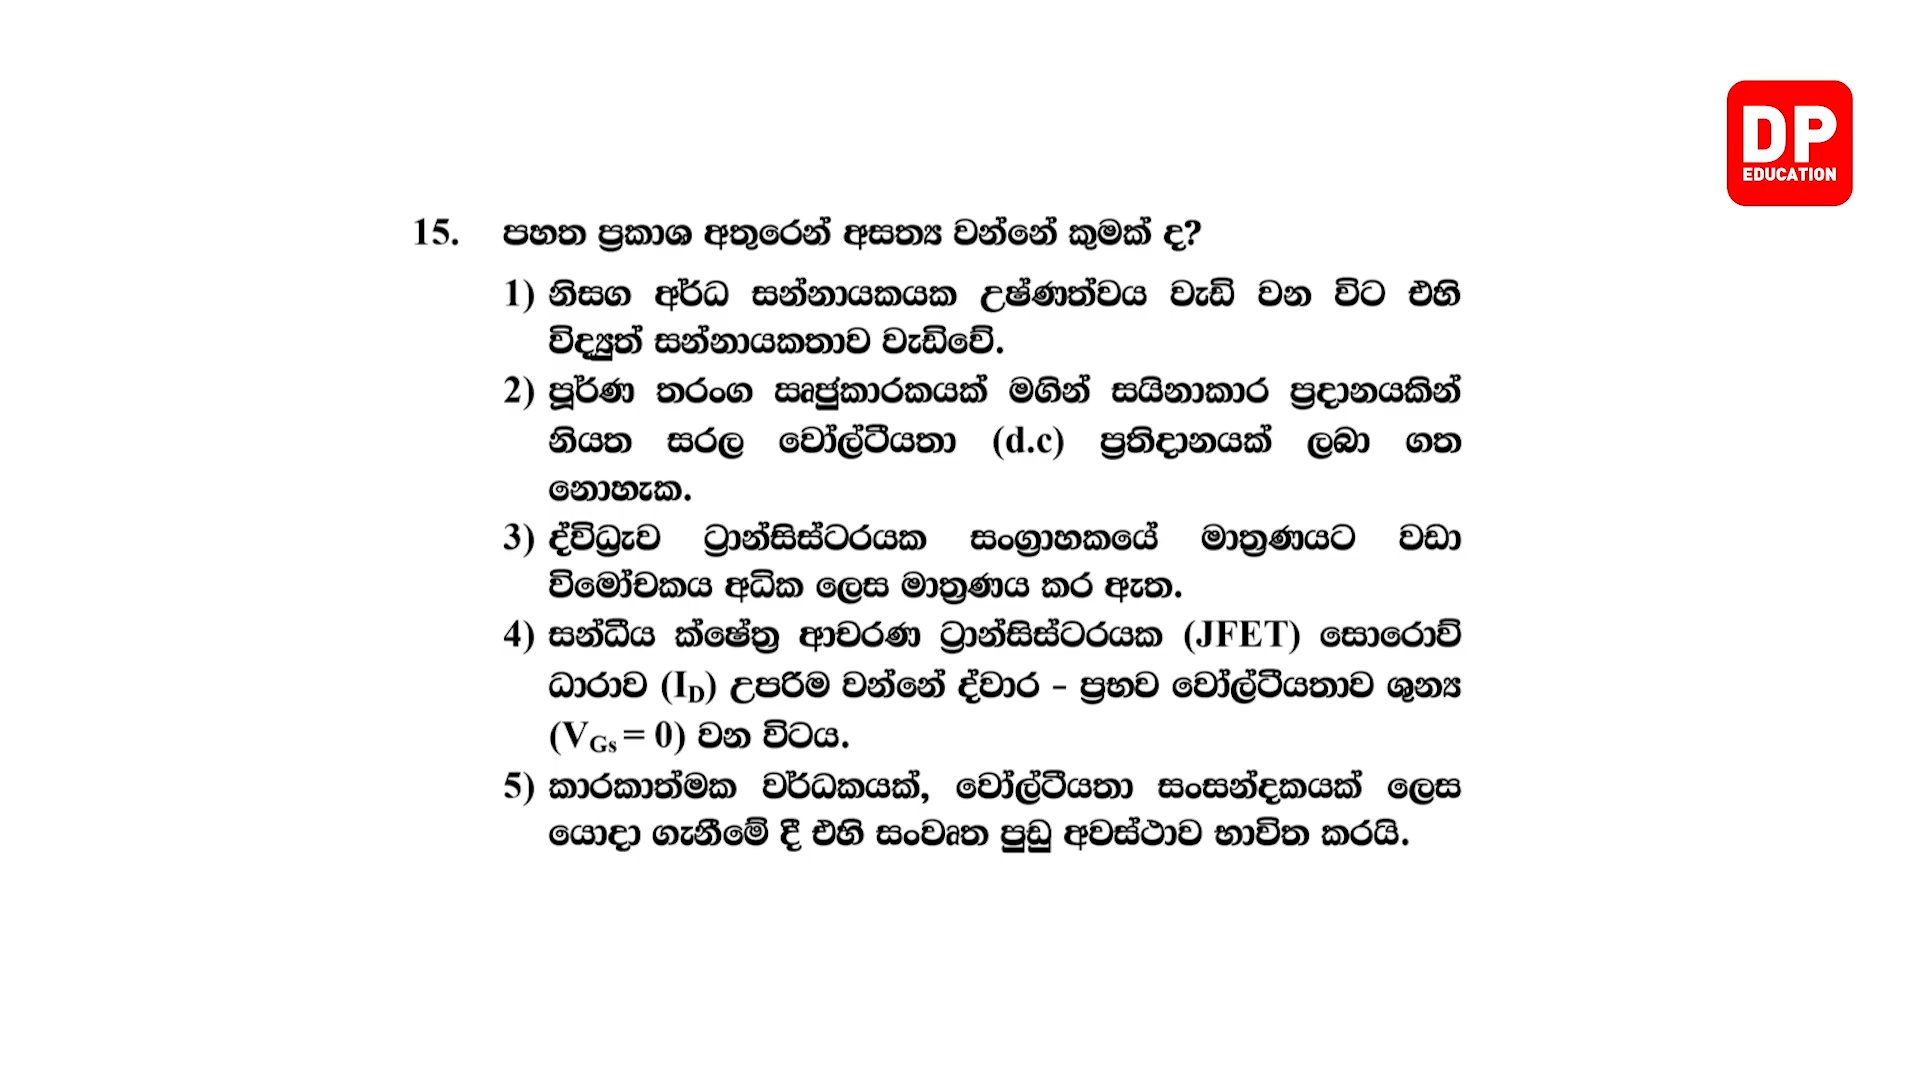 DP
EDUCATION
15. පහත ප්‍රකාශ අතුරෙන් අසත්‍ය වන්නේ කුමක් ද?
1) නිසග අර්ධ සන්නායකයක උෂ්ණත්වය වැඩි වන විට එහි
විද්‍යුත් සන්නායකතාව වැඩිවේ.
2) පූර්ණ තරංග සෘජුකාරකයක් මගින් සයිනාකාර ප්‍රදානයකින්
නියත සරල වෝල්ටීයතා (d.c) ප්‍රතිදානයක් ලබා ගත
නොහැක.
3) ද්විධ්‍රැව ට්‍රාන්සිස්ටරයක සංග්‍රාහකයේ මාත්‍රණයට වඩා
විමෝචකය අධික ලෙස මාත්‍රණය කර ඇත.
4) සන්ධීය ක්ෂේත්‍ර ආචරණ ට්‍රාන්සිස්ටරයක (JFET) සොරොව්
ධාරාව (I_D) උපරිම වන්නේ ද්වාර – ප්‍රභව වෝල්ටීයතාව ශුන්‍ය
(V_Gs = 0) වන විටය.
5) කාරකාත්මක වර්ධකයක්, වෝල්ටීයතා සංසන්දකයක් ලෙස
යොදා ගැනීමේ දී එහි සංවෘත පුඩු අවස්ථාව භාවිත කරයි.